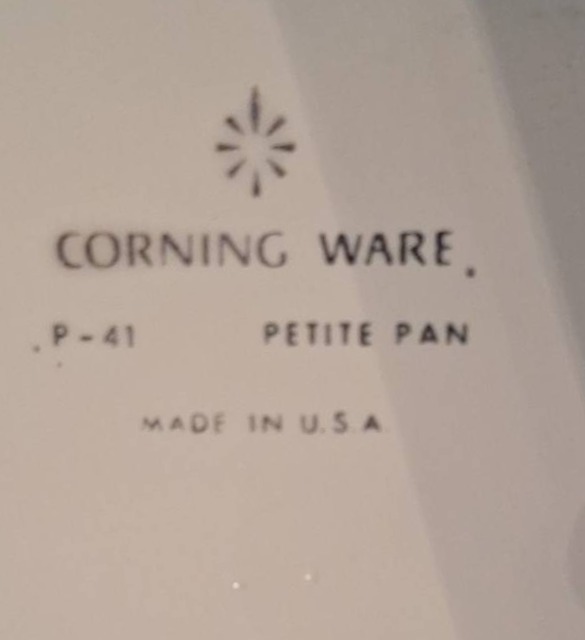 CORNING WARE.
P-41 PETITE PAN
MADE IN U.S.A